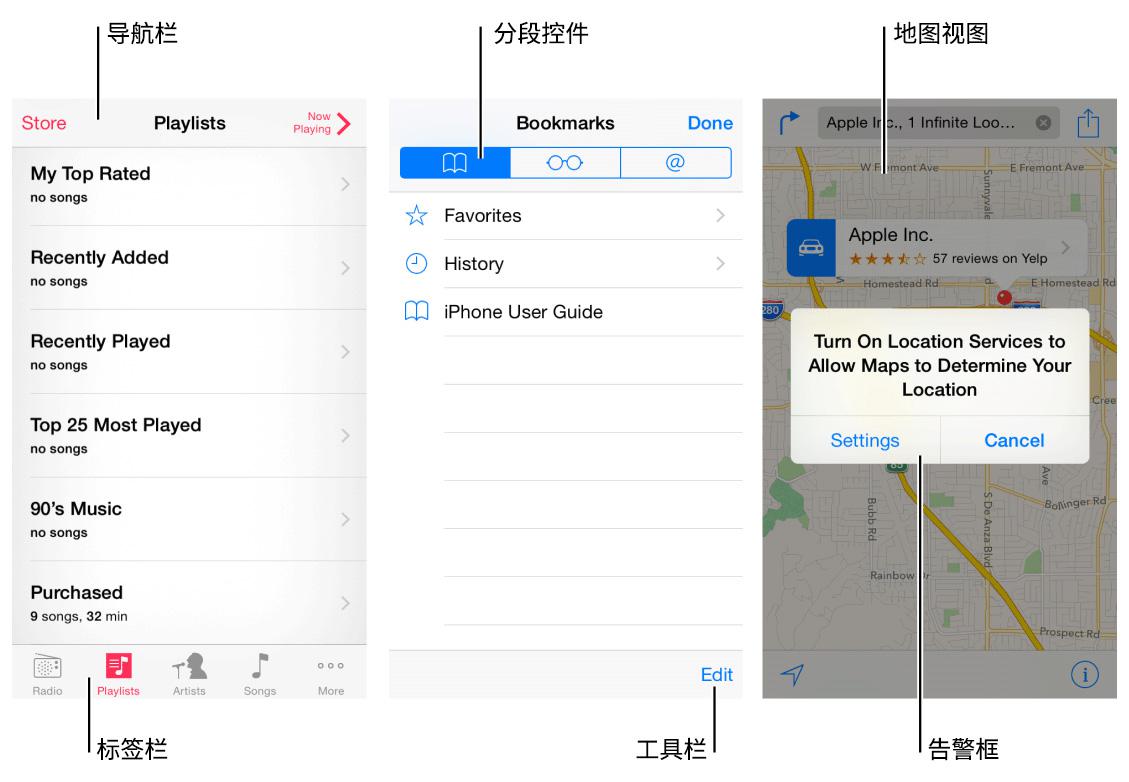 导航栏
分段控件
地图视图
Store
Playlists
Now
Playing
My Top Rated
no songs
Recently Added
no songs
Recently Played
no songs
Top 25 Most Played
no songs
90’s Music
no songs
Purchased
9 songs, 32 min
Radio
Playlists
Artists
Songs
More
Bookmarks
Done
@
Favorites
History
iPhone User Guide
Edit
Apple Inc., 1 Infinite Loo…
W Fremont Ave
E Fremont Ave
Sunnyvale
Apple Inc.
57 reviews on Yelp
Homestead Rd
E Homestead Rd
280
Turn On Location Services to
Allow Maps to Determine Your
Location
Settings
Cancel
Cree
85
Ave
Bollinger Rd
Bubb Rd
S De Anza Blvd
Rainbow Dr
Prospect Rd
i
标签栏
工具栏
告警框